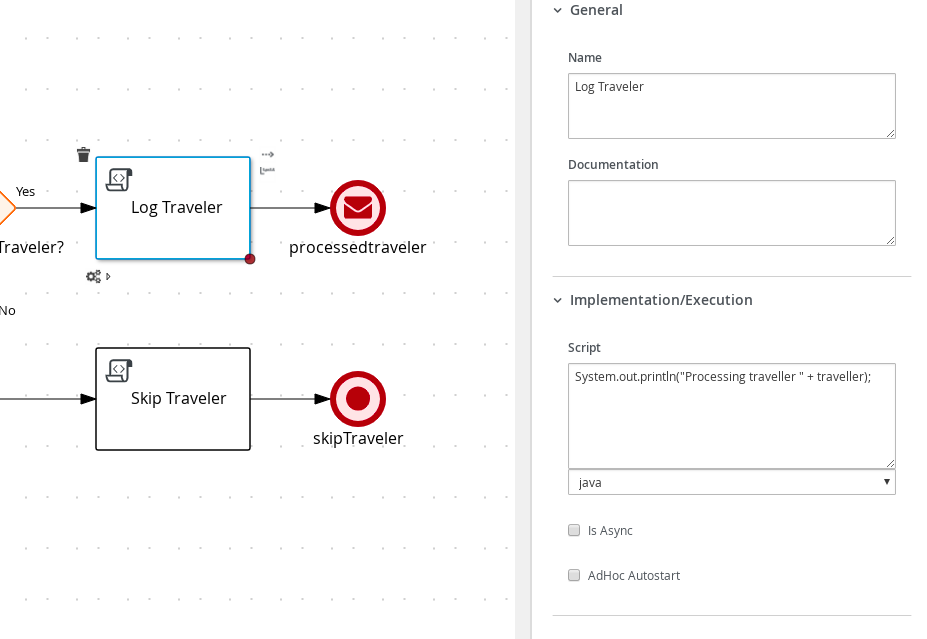 Yes
Log Traveler
Traveler?
processedtraveler
No
Skip Traveler
skipTraveler
General
Name
Log Traveler
Documentation
Implementation/Execution
Script
System.out.println("Processing traveller " + traveller);
java
Is Async
AdHoc Autostart